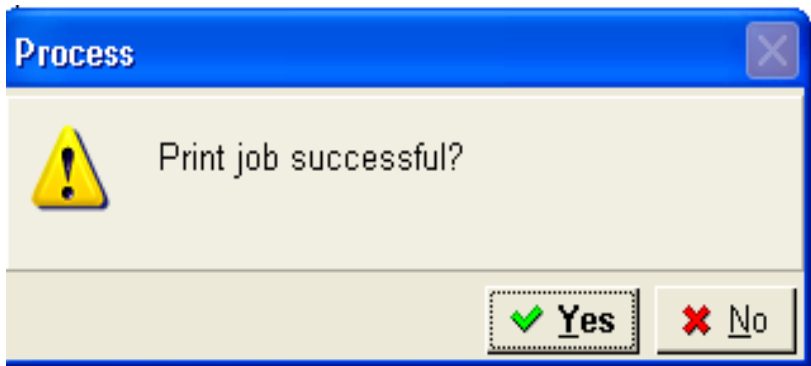 Process
Print job successful?
Yes No